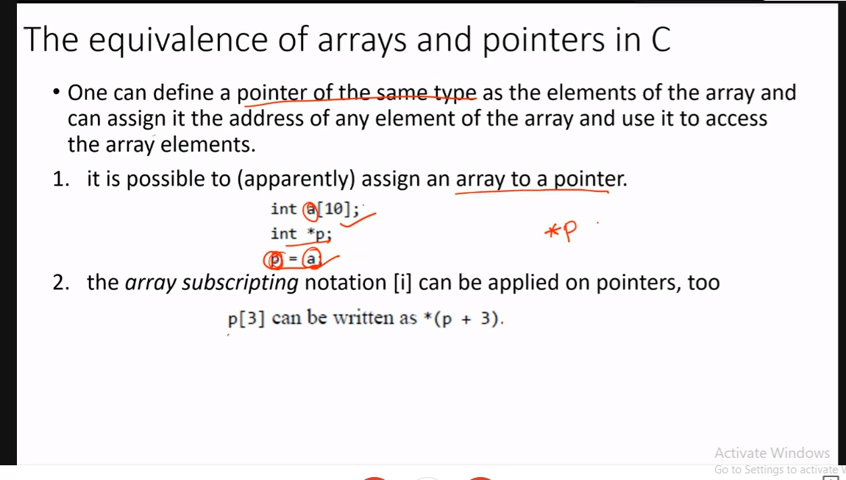 The equivalence of arrays and pointers in C
• One can define a pointer of the same type as the elements of the array and
can assign it the address of any element of the array and use it to access
the array elements.
1. it is possible to (apparently) assign an array to a pointer.
int a[10];
int *p;
*p
p = a;
2. the array subscripting notation [i] can be applied on pointers, too
p[3] can be written as *(p + 3).
Activate Windows
Go to Settings to activate W